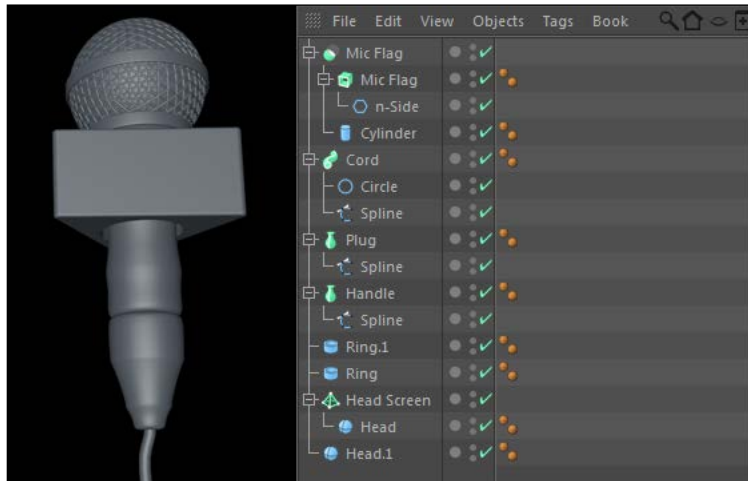 File Edit View Objects Tags Book
Mic Flag
Mic Flag
n-Side
Cylinder
Cord
Circle
Spline
Plug
Spline
Handle
Spline
Ring.1
Ring
Head Screen
Head
Head.1